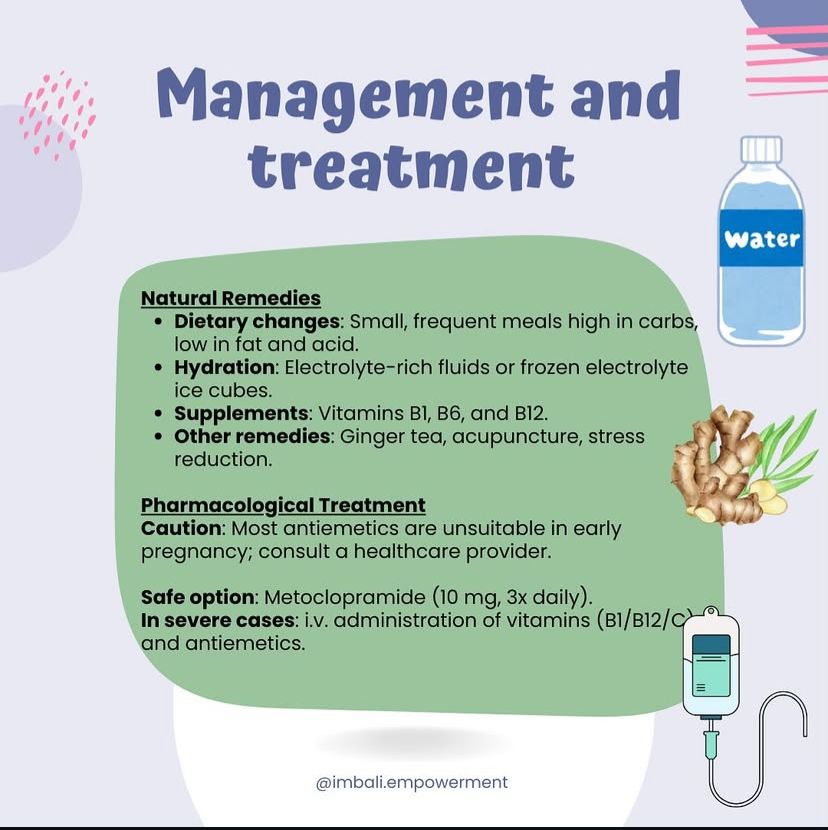 Management and
treatment
Water
Natural Remedies
• Dietary changes: Small, frequent meals high in carbs,
low in fat and acid.
• Hydration: Electrolyte-rich fluids or frozen electrolyte
ice cubes.
• Supplements: Vitamins B1, B6, and B12.
• Other remedies: Ginger tea, acupuncture, stress
reduction.
Pharmacological Treatment
Caution: Most antiemetics are unsuitable in early
pregnancy; consult a healthcare provider.
Safe option: Metoclopramide (10 mg, 3x daily).
In severe cases: i.v. administration of vitamins (B1/B12/C)
and antiemetics.
@imbali.empowerment